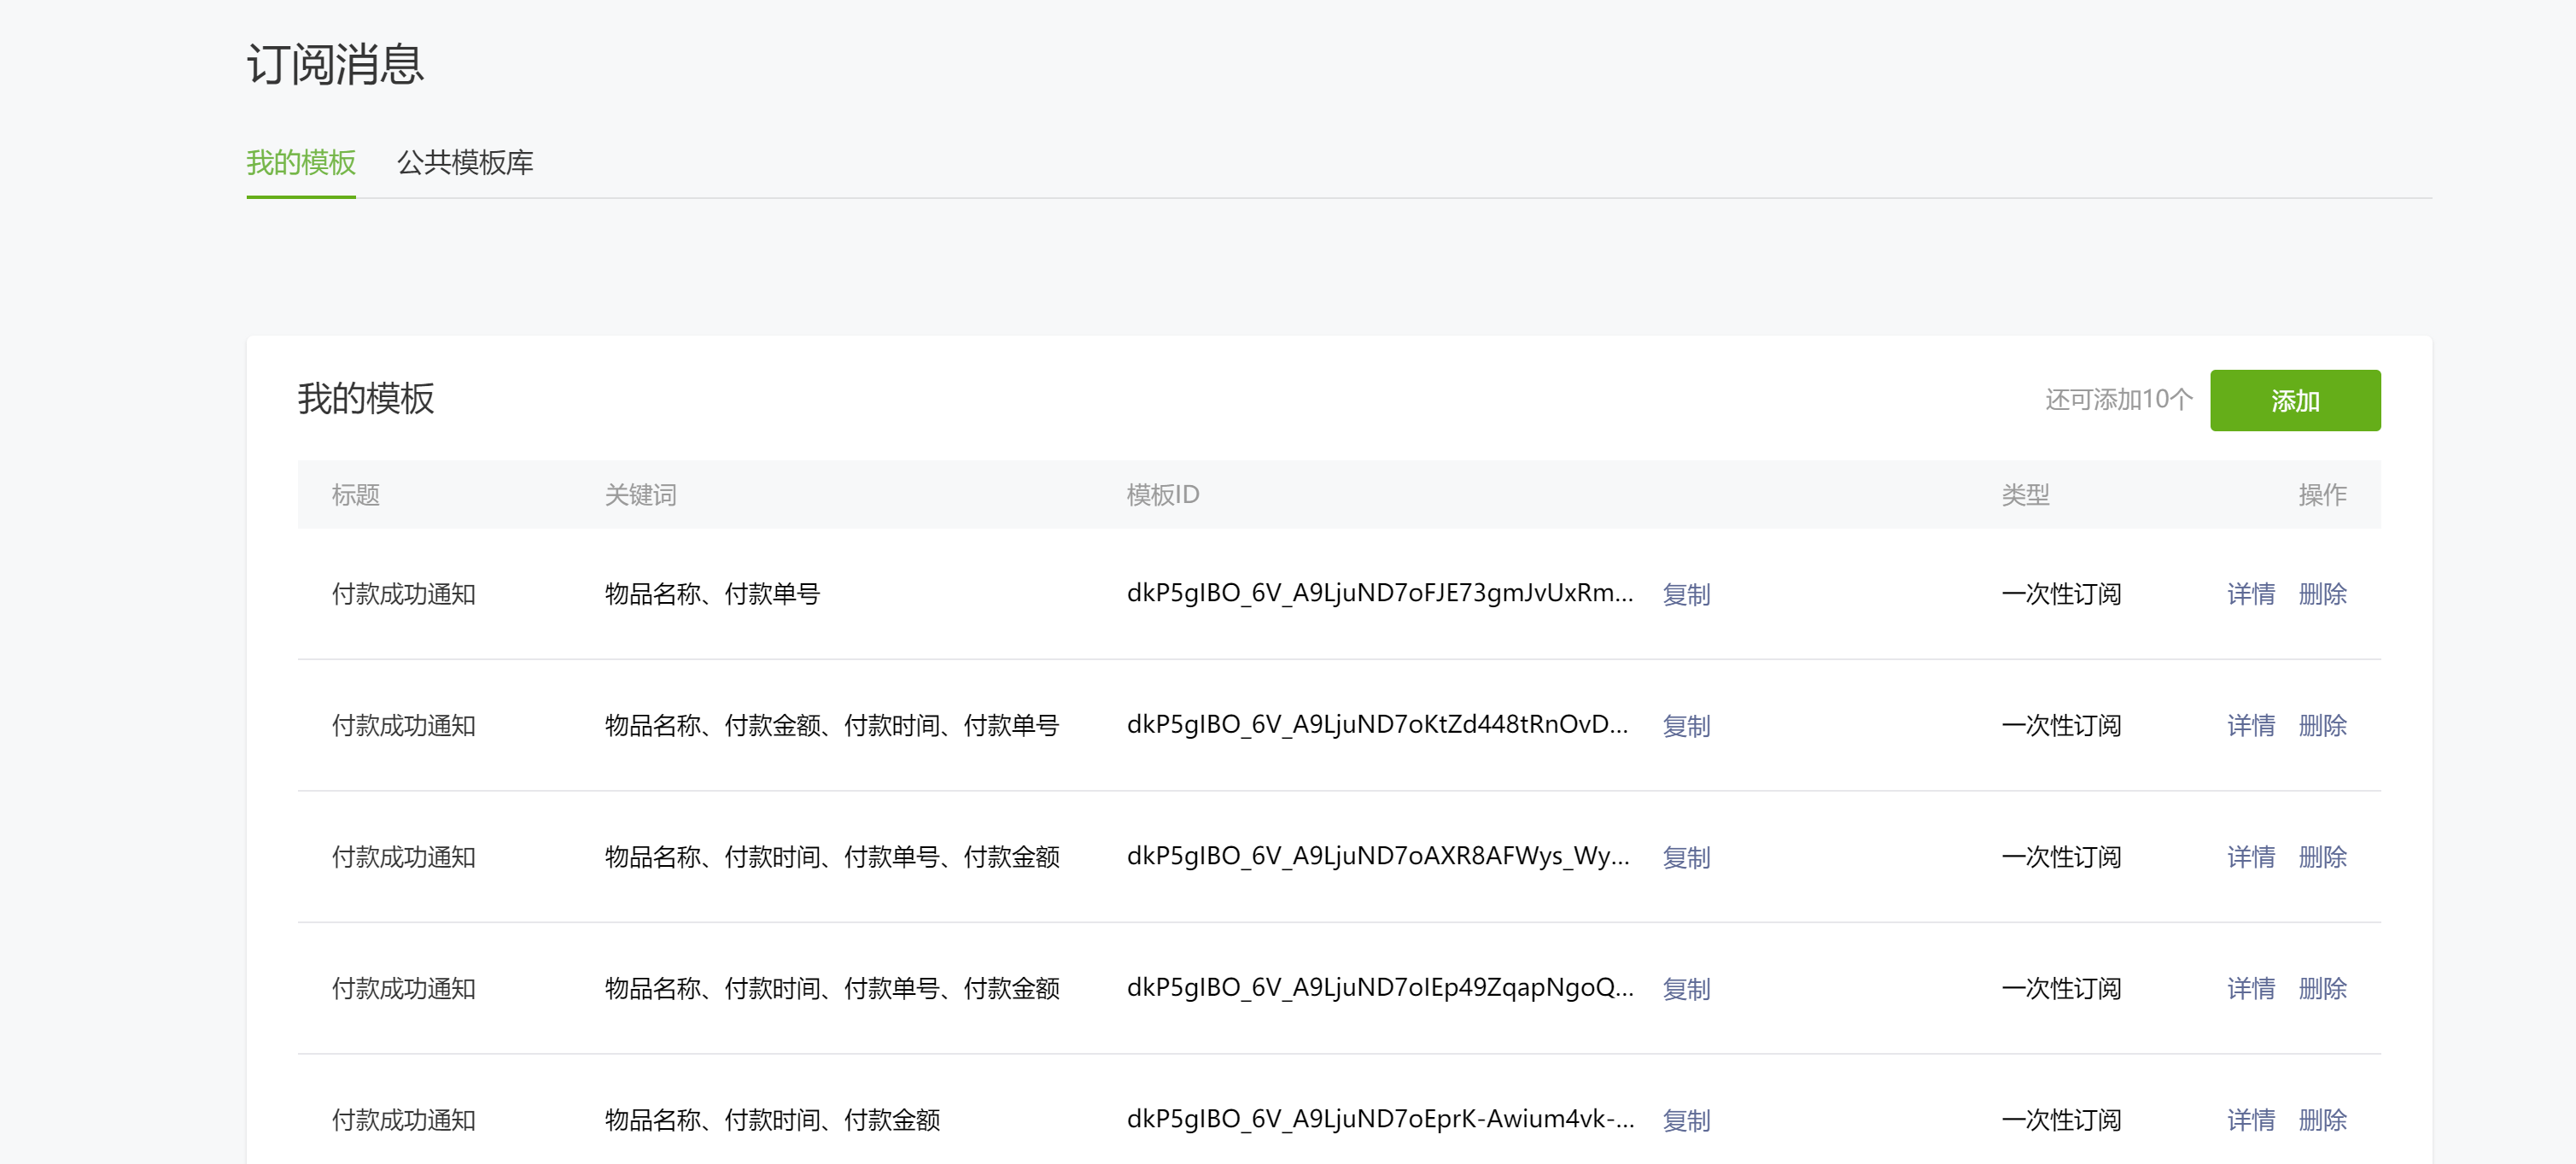 订阅消息
我的模板 公共模板库
我的模板 还可添加10个 添加
标题 关键词 模板ID 类型 操作
付款成功通知 物品名称、付款单号 dkP5gIBO_6V_A9LjuND7oFJE73gmJvUxRm... 复制 一次性订阅 详情 删除
付款成功通知 物品名称、付款金额、付款时间、付款单号 dkP5gIBO_6V_A9LjuND7oKtZd448tRnOvD... 复制 一次性订阅 详情 删除
付款成功通知 物品名称、付款时间、付款单号、付款金额 dkP5gIBO_6V_A9LjuND7oAXR8AFWys_Wy... 复制 一次性订阅 详情 删除
付款成功通知 物品名称、付款时间、付款单号、付款金额 dkP5gIBO_6V_A9LjuND7oIEp49ZqapNgoQ... 复制 一次性订阅 详情 删除
付款成功通知 物品名称、付款时间、付款金额 dkP5gIBO_6V_A9LjuND7oEprK-Awium4vk-... 复制 一次性订阅 详情 删除